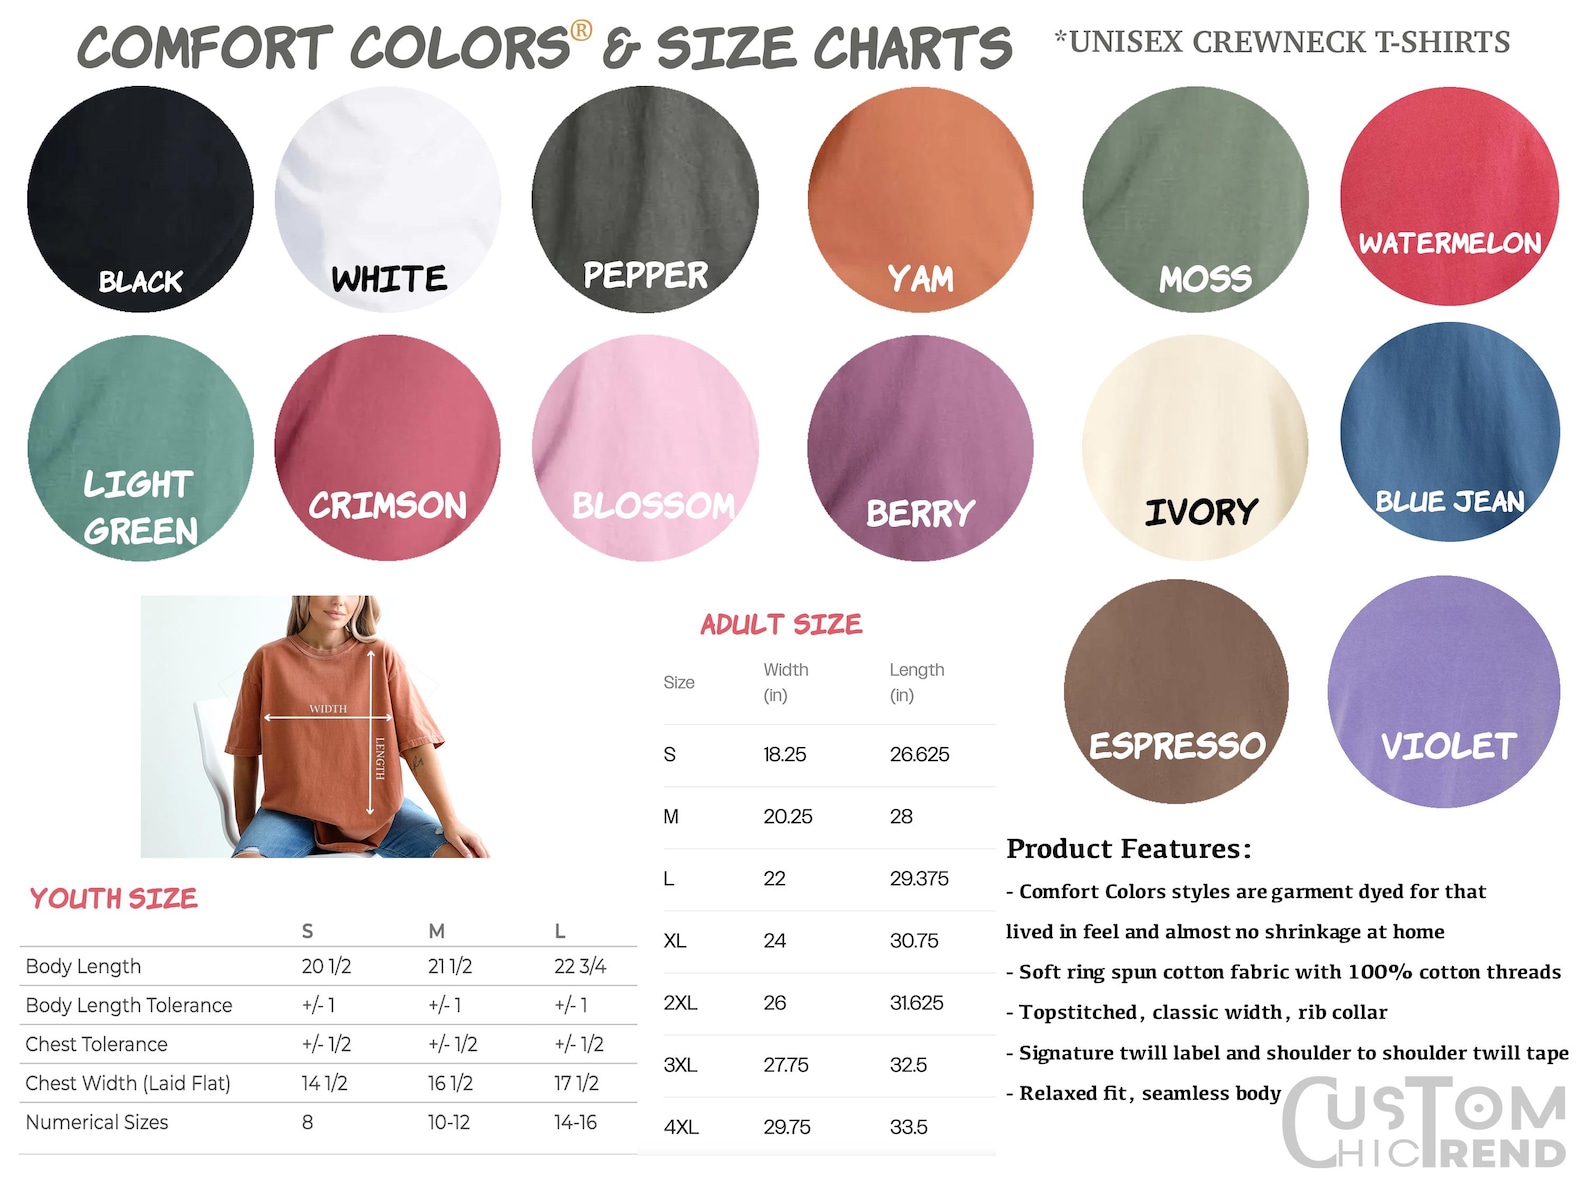 COMFORT COLORS® & SIZE CHARTS *UNISEX CREWNECK T-SHIRTS
BLACK
WHITE
PEPPER
YAM
MOSS
WATERMELON
LIGHT
GREEN
CRIMSON
BLOSSOM
BERRY
IVORY
BLUE JEAN
ESPRESSO
VIOLET
WIDTH
LENGTH
YOUTH SIZE
S M L
Body Length 20 1/2 21 1/2 22 3/4
Body Length Tolerance +/- 1 +/- 1 +/- 1
Chest Tolerance +/- 1/2 +/- 1/2 +/- 1/2
Chest Width (Laid Flat) 14 1/2 16 1/2 17 1/2
Numerical Sizes 8 10-12 14-16
ADULT SIZE
Size Width (in) Length (in)
S 18.25 26.625
M 20.25 28
L 22 29.375
XL 24 30.75
2XL 26 31.625
3XL 27.75 32.5
4XL 29.75 33.5
Product Features:
- Comfort Colors styles are garment dyed for that
lived in feel and almost no shrinkage at home
- Soft ring spun cotton fabric with 100% cotton threads
- Topstitched, classic width, rib collar
- Signature twill label and shoulder to shoulder twill tape
- Relaxed fit, seamless body
CUSTOM
CHIC TREND